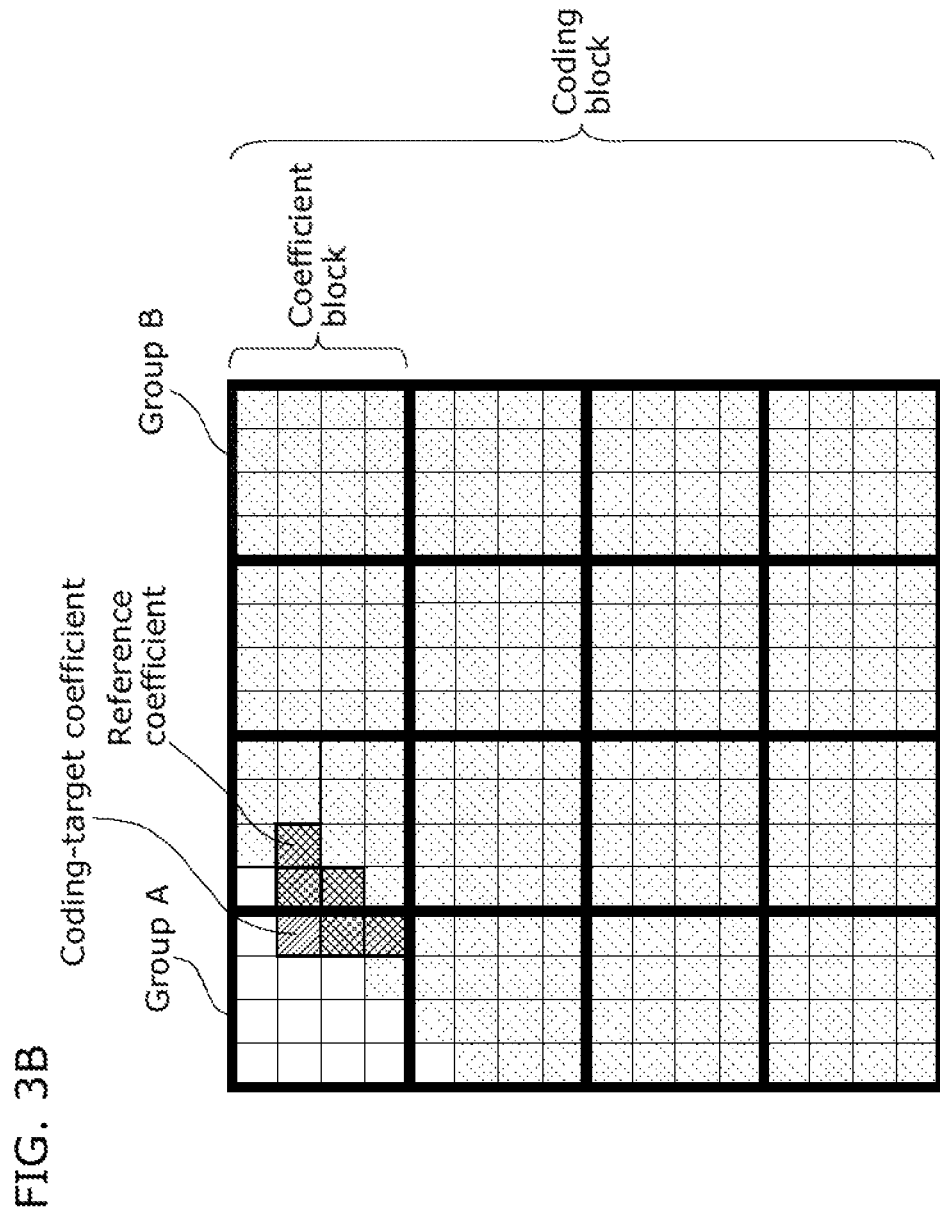 FIG. 3B
Coding-target coefficient
Group A
Reference
coefficient
Group B
Coefficient
block
Coding
block